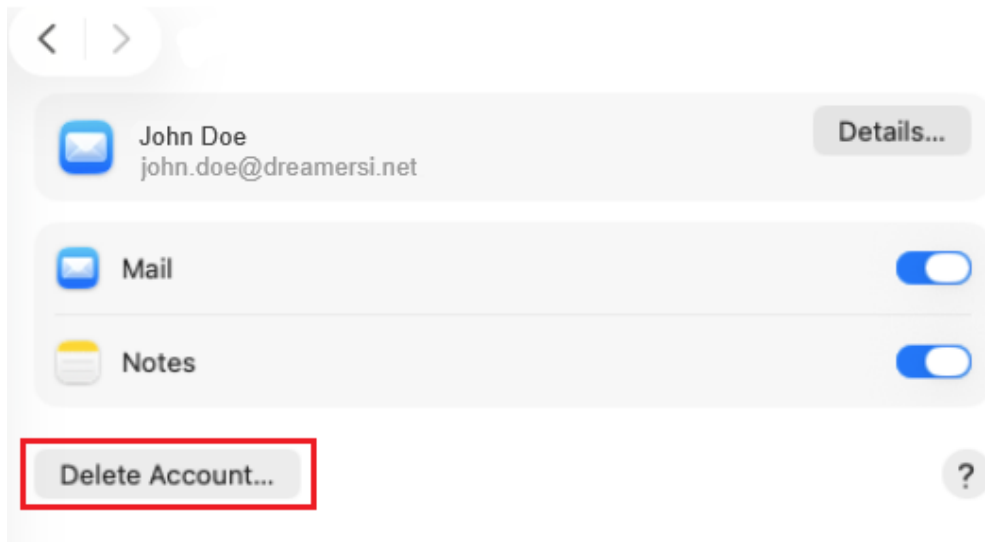 John Doe
Details...
john.doe@dreamersi.net
Mail
Notes
Delete Account...
?